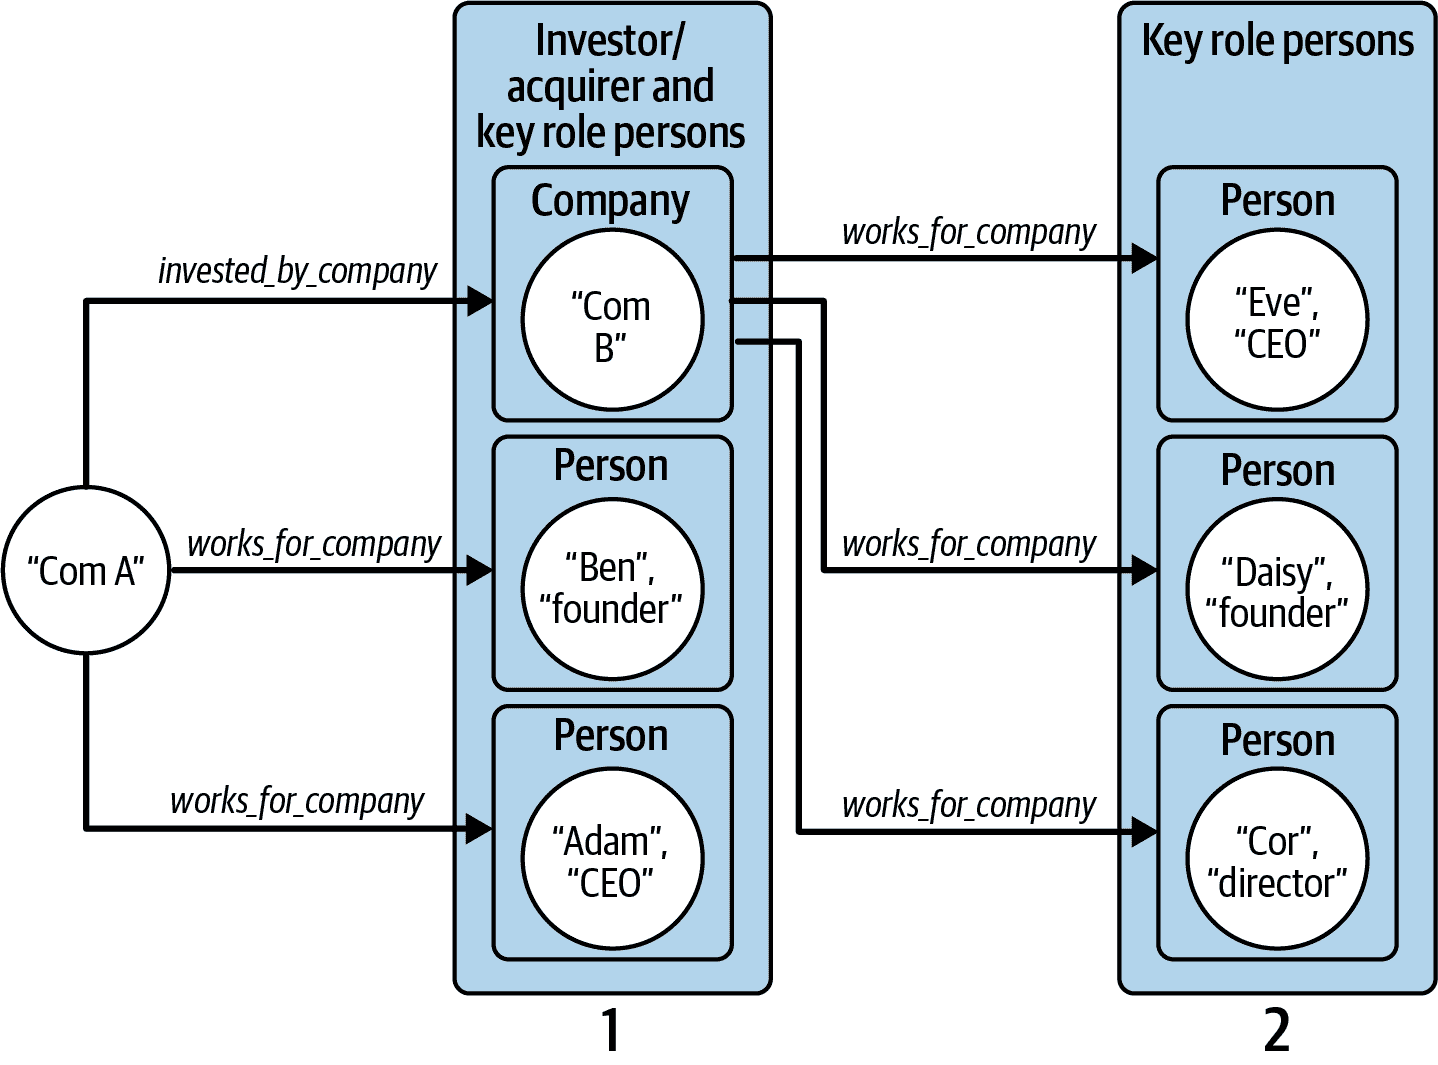 Investor/
acquirer and
key role persons
Key role persons
Company
“Com
B”
Person
“Eve”,
“CEO”
invested_by_company
works_for_company
“Com A”
works_for_company
Person
“Ben”,
“founder”
works_for_company
Person
“Daisy”,
“founder”
works_for_company
Person
“Adam”,
“CEO”
works_for_company
Person
“Cor”,
“director”
1
2